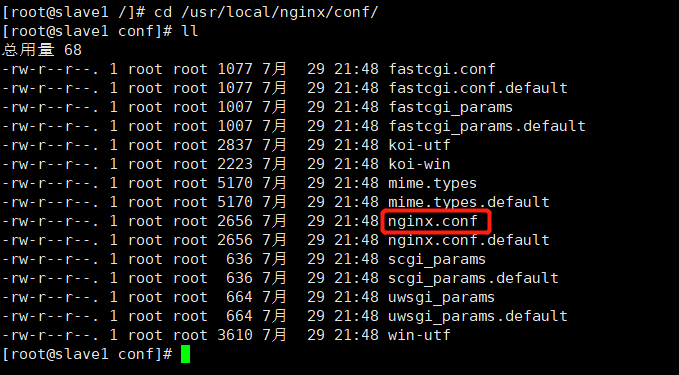 [root@slave1 /]# cd /usr/local/nginx/conf/
[root@slave1 conf]# ll
总用量 68
-rw-r--r--. 1 root root 1077 7月  29 21:48 fastcgi.conf
-rw-r--r--. 1 root root 1077 7月  29 21:48 fastcgi.conf.default
-rw-r--r--. 1 root root 1007 7月  29 21:48 fastcgi_params
-rw-r--r--. 1 root root 1007 7月  29 21:48 fastcgi_params.default
-rw-r--r--. 1 root root 2837 7月  29 21:48 koi-utf
-rw-r--r--. 1 root root 2223 7月  29 21:48 koi-win
-rw-r--r--. 1 root root 5170 7月  29 21:48 mime.types
-rw-r--r--. 1 root root 5170 7月  29 21:48 mime.types.default
-rw-r--r--. 1 root root 2656 7月  29 21:48 nginx.conf
-rw-r--r--. 1 root root 2656 7月  29 21:48 nginx.conf.default
-rw-r--r--. 1 root root  636 7月  29 21:48 scgi_params
-rw-r--r--. 1 root root  636 7月  29 21:48 scgi_params.default
-rw-r--r--. 1 root root  664 7月  29 21:48 uwsgi_params
-rw-r--r--. 1 root root  664 7月  29 21:48 uwsgi_params.default
-rw-r--r--. 1 root root 3610 7月  29 21:48 win-utf
[root@slave1 conf]#